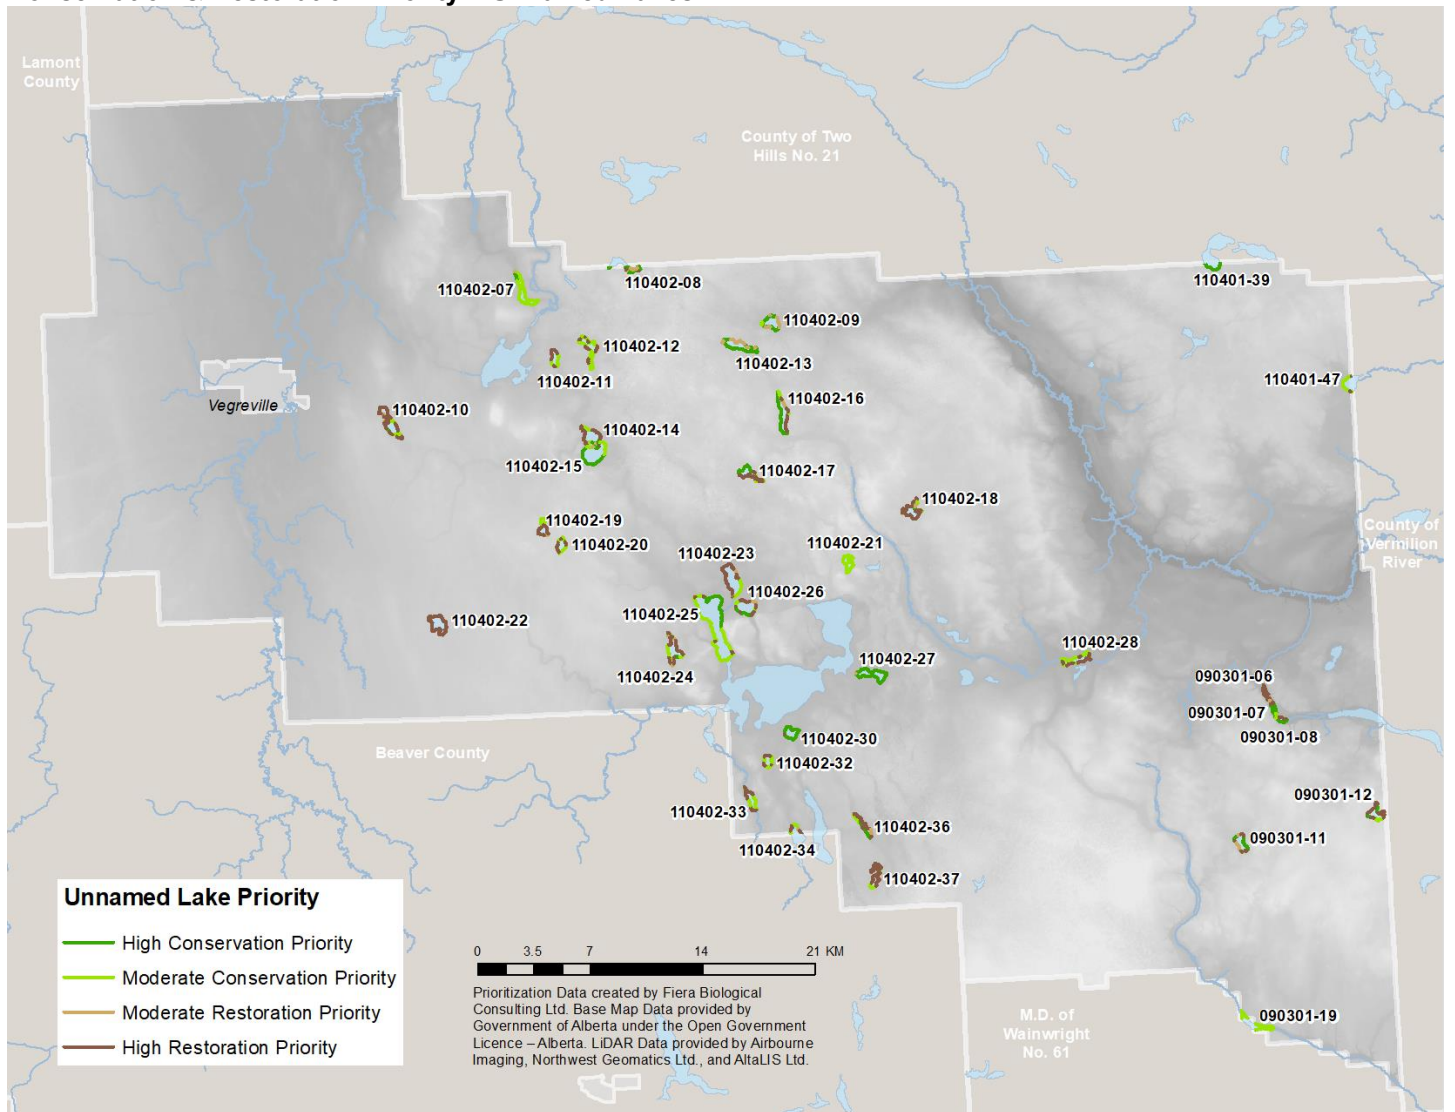 Lamont
County
County of Two
Hills No. 21
110402-07
110402-08
110401-39
110402-09
110402-12
110402-13
110402-11
110401-47
Vegreville
110402-10
110402-16
110402-14
110402-15
110402-17
110402-18
County of
Vermilion
River
110402-19
110402-20
110402-23
110402-21
110402-26
110402-25
110402-22
110402-24
110402-27
110402-28
090301-06
090301-07
090301-08
110402-30
Beaver County
110402-32
110402-33
110402-34
110402-36
090301-12
090301-11
110402-37
Unnamed Lake Priority
High Conservation Priority
Moderate Conservation Priority
Moderate Restoration Priority
High Restoration Priority
0 3.5 7 14 21 KM
Prioritization Data created by Fiera Biological
Consulting Ltd. Base Map Data provided by
Government of Alberta under the Open Government
Licence – Alberta. LiDAR Data provided by Airbourne
Imaging, Northwest Geomatics Ltd., and AltaLIS Ltd.
M.D. of
Wainwright
No. 61
090301-19